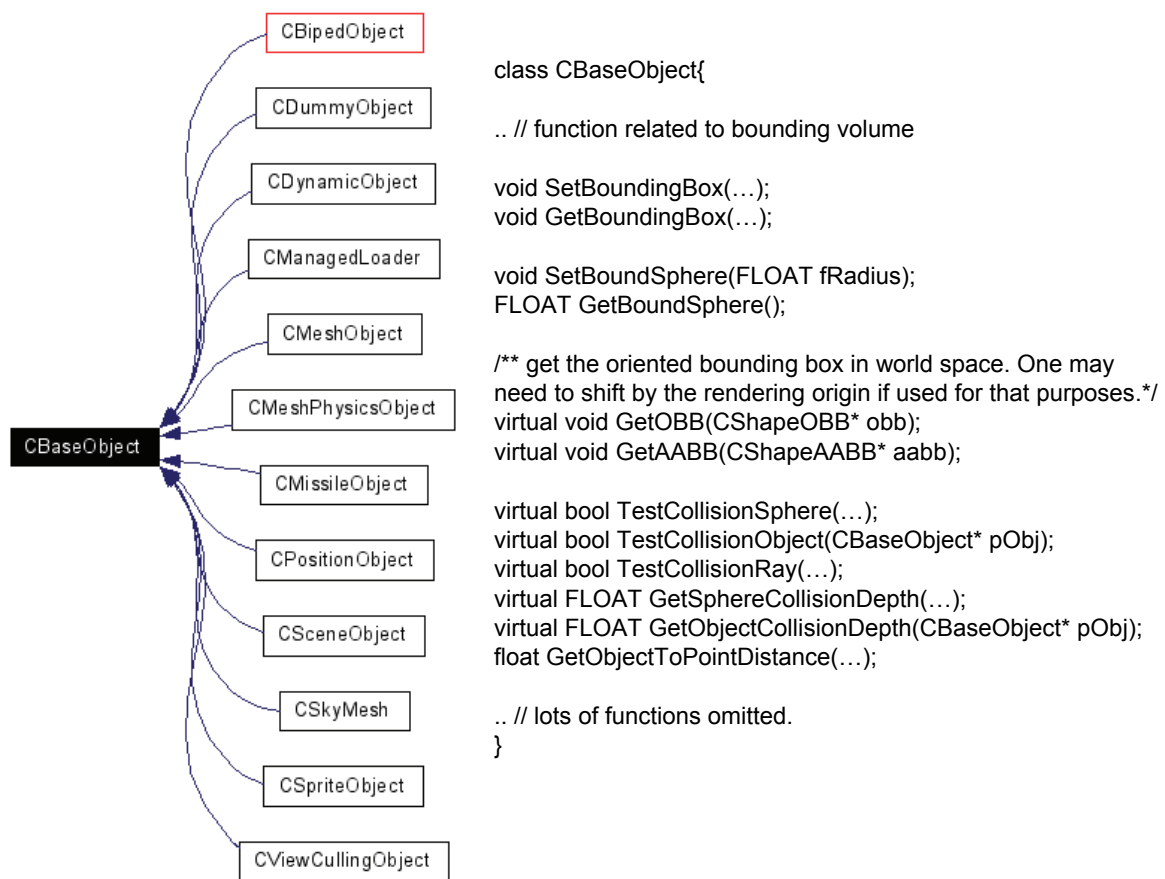 CBipedObject
CDummyObject
CDynamicObject
CManagedLoader
CMeshObject
CMeshPhysicsObject
CBaseObject
CMissileObject
CPositionObject
CSceneObject
CSkyMesh
CSpriteObject
CViewCullingObject
class CBaseObject{
.. // function related to bounding volume
void SetBoundingBox(…);
void GetBoundingBox(…);
void SetBoundSphere(FLOAT fRadius);
FLOAT GetBoundSphere();
/** get the oriented bounding box in world space. One may
need to shift by the rendering origin if used for that purposes.*/
virtual void GetOBB(CShapeOBB* obb);
virtual void GetAABB(CShapeAABB* aabb);
virtual bool TestCollisionSphere(…);
virtual bool TestCollisionObject(CBaseObject* pObj);
virtual bool TestCollisionRay(…);
virtual FLOAT GetSphereCollisionDepth(…);
virtual FLOAT GetObjectCollisionDepth(CBaseObject* pObj);
float GetObjectToPointDistance(…);
.. // lots of functions omitted.
}